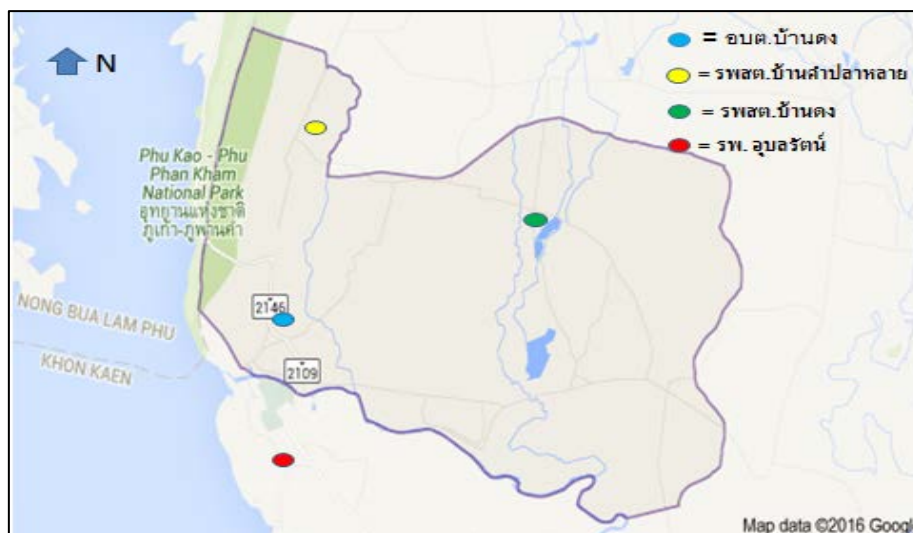 N
= อบต.บ้านดง
= รพสต.บ้านคำปลาหลาย
= รพสต.บ้านดง
= รพ. อุบลรัตน์
Phu Kao - Phu
Phan Kham
National Park
อุทยานแห่งชาติ
ภูเก้า-ภูพานคำ
2146
NONG BUA LAM PHU
KHON KAEN
2109
Map data ©2016 Google